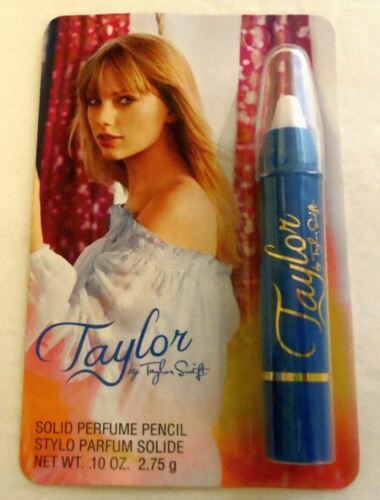 Taylor
by Taylor Swift
SOLID PERFUME PENCIL
STYLO PARFUM SOLIDE
NET WT. .10 OZ. 2.75 g
Taylor
by Taylor Swift